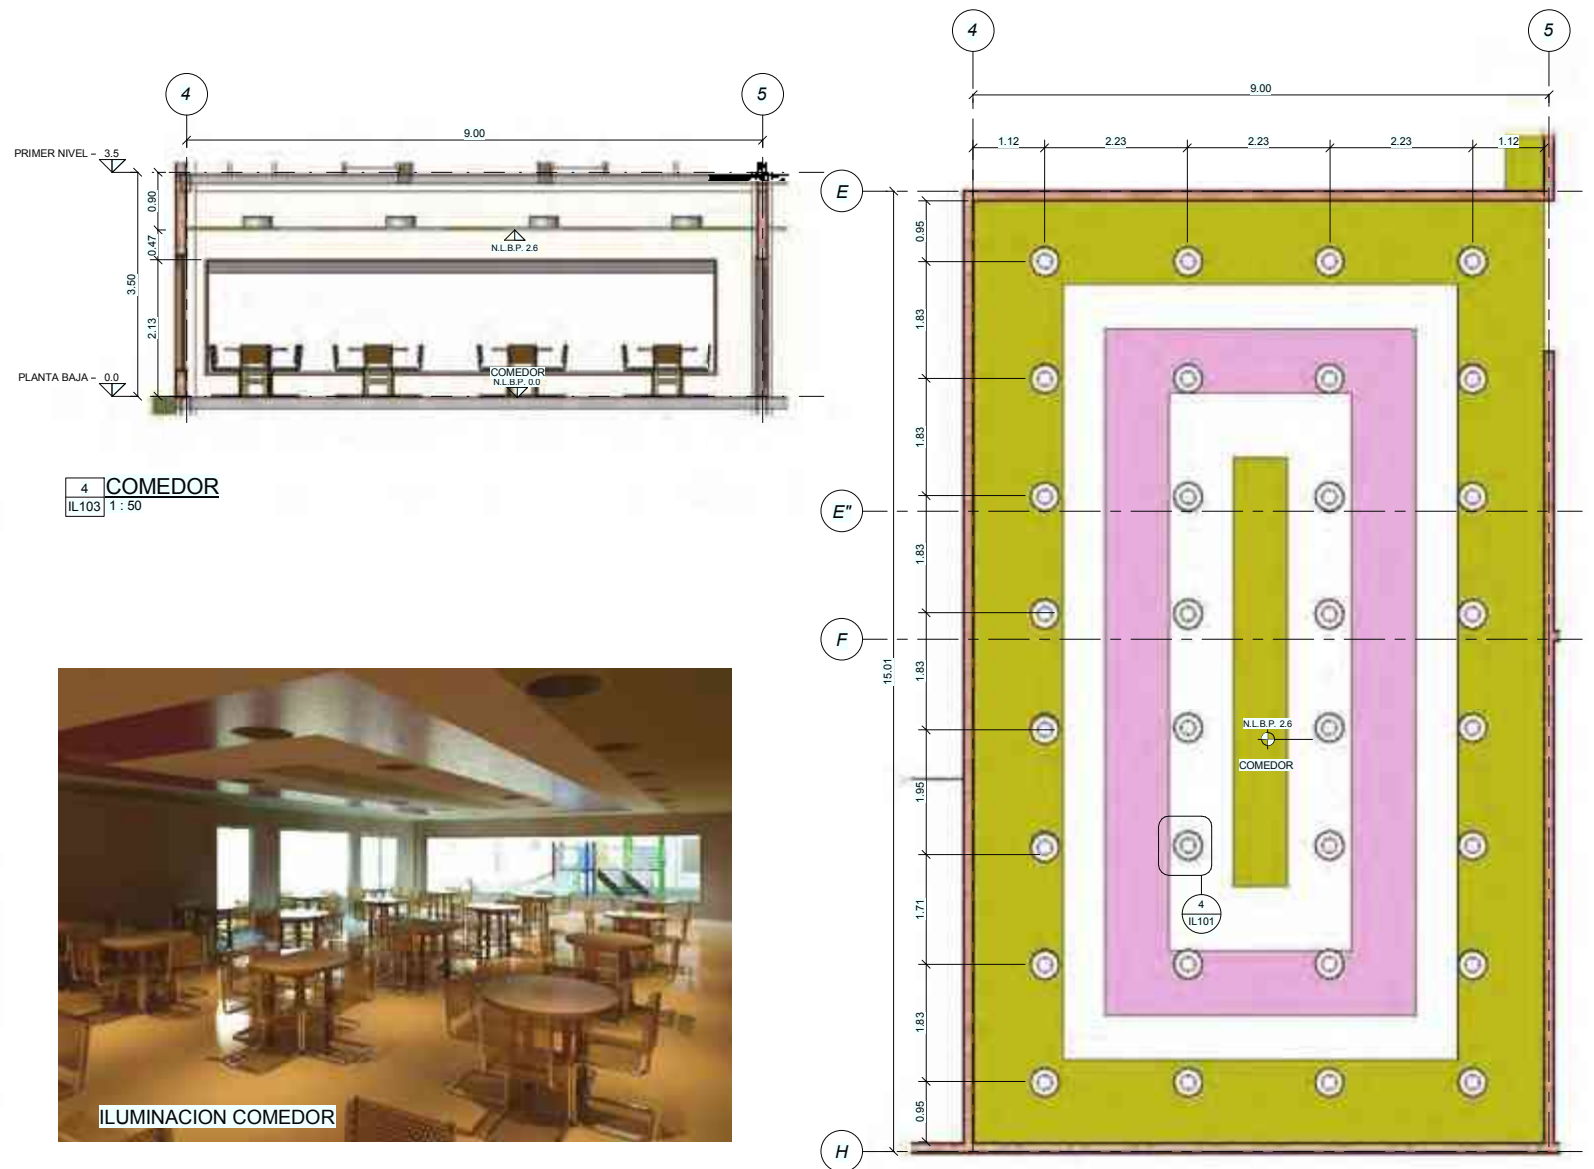 4
5
9.00
PRIMER NIVEL - 3.5
0.90
0.47
3.50
2.13
N.L.B.P. 2.6
PLANTA BAJA - 0.0
COMEDOR
N.L.B.P. 0.0
4
COMEDOR
IL103
1 : 50
ILUMINACION COMEDOR
4
5
9.00
1.12
2.23
2.23
2.23
1.12
E
0.95
1.83
1.83
E"
1.83
F
15.01
1.83
1.95
1.71
1.83
0.95
H
N.L.B.P. 2.6
COMEDOR
4
IL101